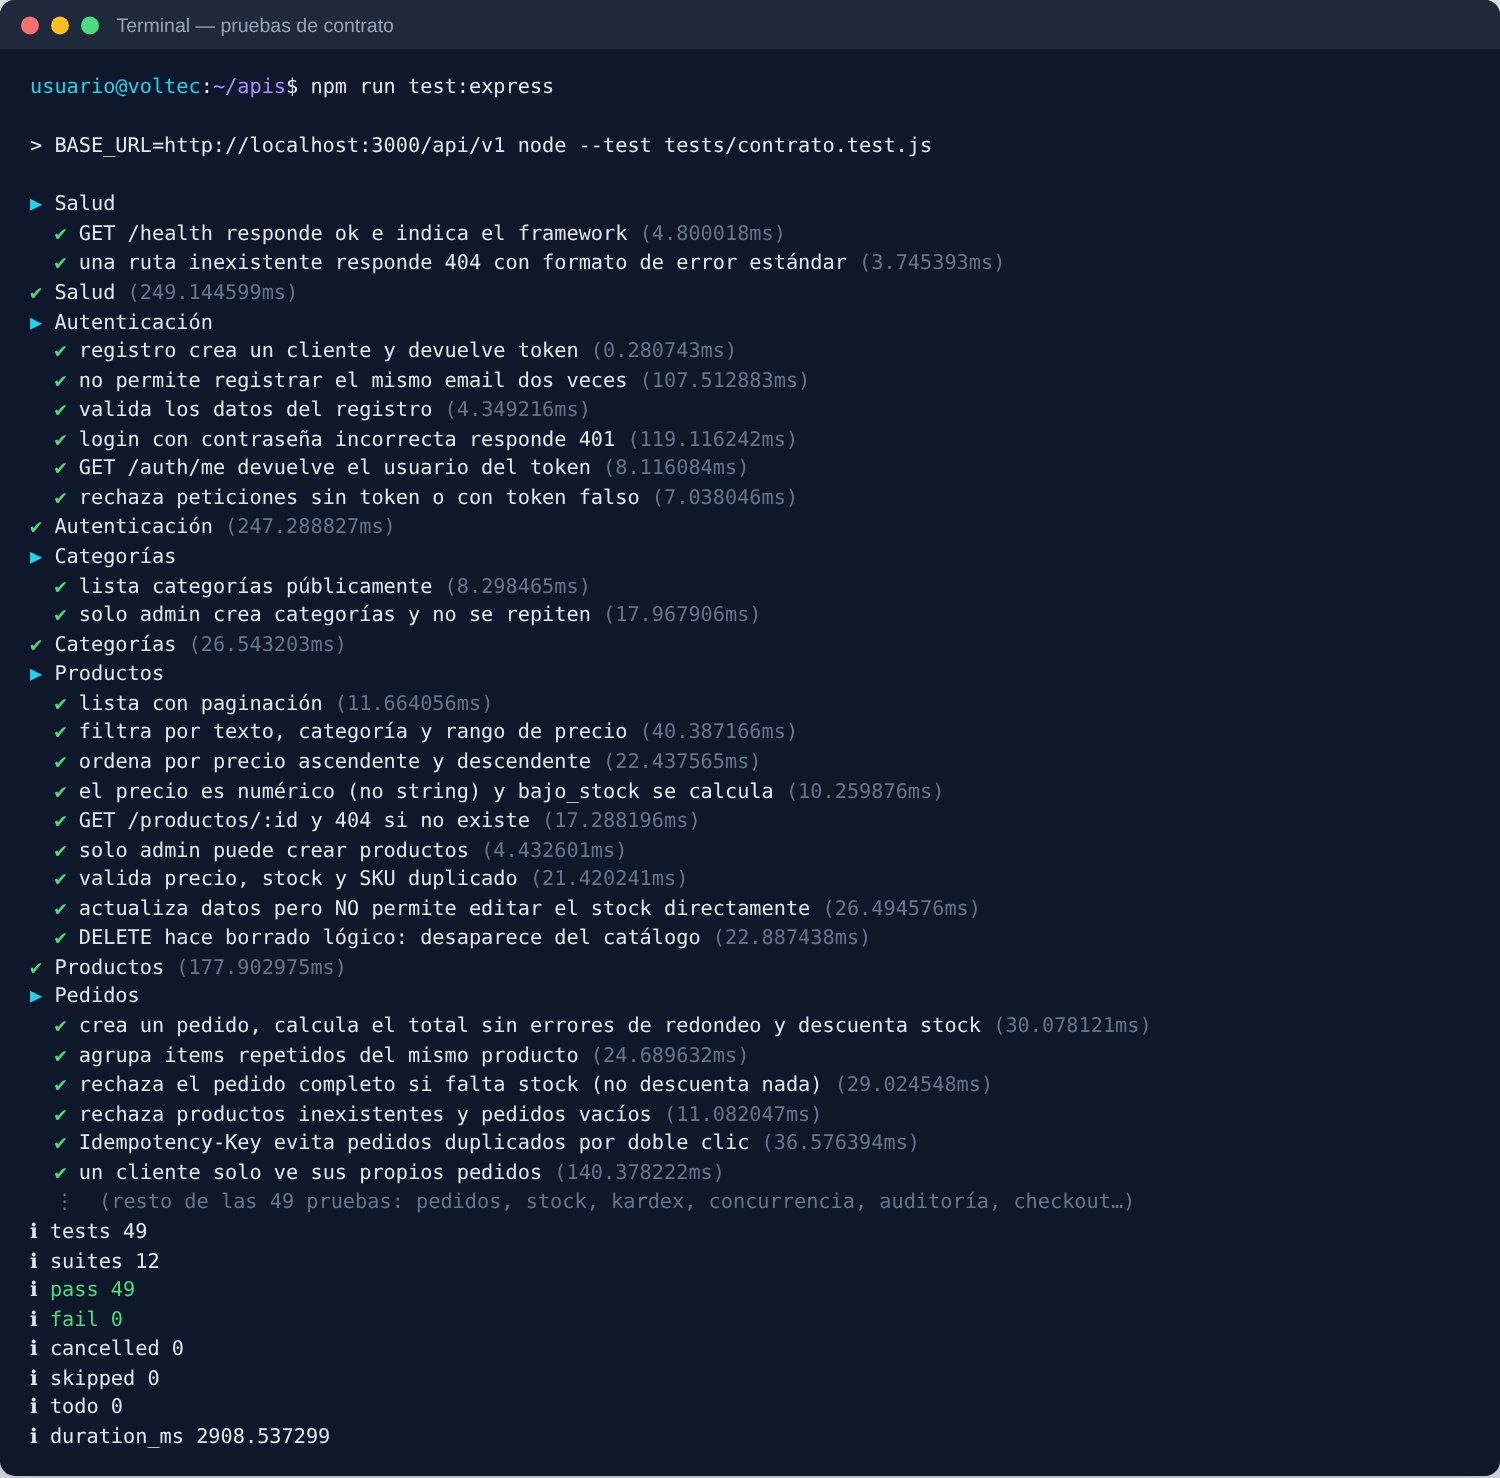 Terminal — pruebas de contrato
usuario@voltec:~/apis$ npm run test:express
> BASE_URL=http://localhost:3000/api/v1 node --test tests/contrato.test.js
▶ Salud
✔ GET /health responde ok e indica el framework (4.800018ms)
✔ una ruta inexistente responde 404 con formato de error estándar (3.745393ms)
✔ Salud (249.144599ms)
▶ Autenticación
✔ registro crea un cliente y devuelve token (0.280743ms)
✔ no permite registrar el mismo email dos veces (107.512883ms)
✔ valida los datos del registro (4.349216ms)
✔ login con contraseña incorrecta responde 401 (119.116242ms)
✔ GET /auth/me devuelve el usuario del token (8.116084ms)
✔ rechaza peticiones sin token o con token falso (7.038046ms)
✔ Autenticación (247.288827ms)
▶ Categorías
✔ lista categorías públicamente (8.298465ms)
✔ solo admin crea categorías y no se repiten (17.967906ms)
✔ Categorías (26.543203ms)
▶ Productos
✔ lista con paginación (11.664056ms)
✔ filtra por texto, categoría y rango de precio (40.387166ms)
✔ ordena por precio ascendente y descendente (22.437565ms)
✔ el precio es numérico (no string) y bajo_stock se calcula (10.259876ms)
✔ GET /productos/:id y 404 si no existe (17.288196ms)
✔ solo admin puede crear productos (4.432601ms)
✔ valida precio, stock y SKU duplicado (21.420241ms)
✔ actualiza datos pero NO permite editar el stock directamente (26.494576ms)
✔ DELETE hace borrado lógico: desaparece del catálogo (22.887438ms)
✔ Productos (177.902975ms)
▶ Pedidos
✔ crea un pedido, calcula el total sin errores de redondeo y descuenta stock (30.078121ms)
✔ agrupa items repetidos del mismo producto (24.689632ms)
✔ rechaza el pedido completo si falta stock (no descuenta nada) (29.024548ms)
✔ rechaza productos inexistentes y pedidos vacíos (11.082047ms)
✔ Idempotency-Key evita pedidos duplicados por doble clic (36.576394ms)
✔ un cliente solo ve sus propios pedidos (140.378222ms)
⋮ (resto de las 49 pruebas: pedidos, stock, kardex, concurrencia, auditoría, checkout…)
ℹ tests 49
ℹ suites 12
ℹ pass 49
ℹ fail 0
ℹ cancelled 0
ℹ skipped 0
ℹ todo 0
ℹ duration_ms 2908.537299